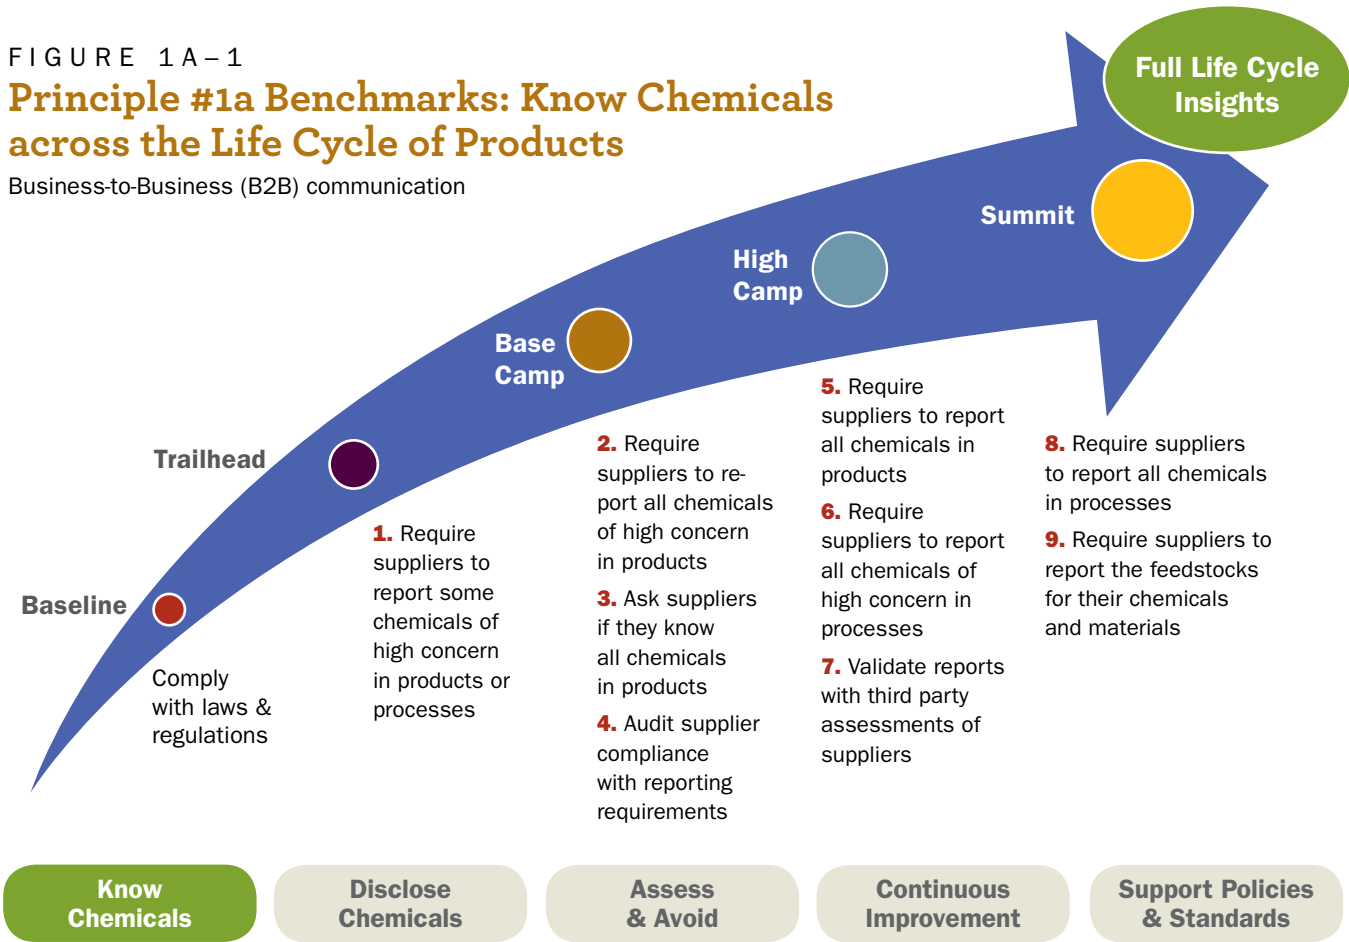 FIGURE 1A–1
Principle #1a Benchmarks: Know Chemicals
across the Life Cycle of Products
Business-to-Business (B2B) communication
Full Life Cycle
Insights
Summit
High
Camp
Base
Camp
Trailhead
Baseline
Comply
with laws &
regulations
1. Require
suppliers to
report some
chemicals of
high concern
in products or
processes
2. Require
suppliers to re-
port all chemicals
of high concern
in products
3. Ask suppliers
if they know
all chemicals
in products
4. Audit supplier
compliance
with reporting
requirements
5. Require
suppliers to report
all chemicals in
products
6. Require
suppliers to report
all chemicals of
high concern in
processes
7. Validate reports
with third party
assessments of
suppliers
8. Require suppliers
to report all chemicals
in processes
9. Require suppliers to
report the feedstocks
for their chemicals
and materials
Know
Chemicals
Disclose
Chemicals
Assess
& Avoid
Continuous
Improvement
Support Policies
& Standards